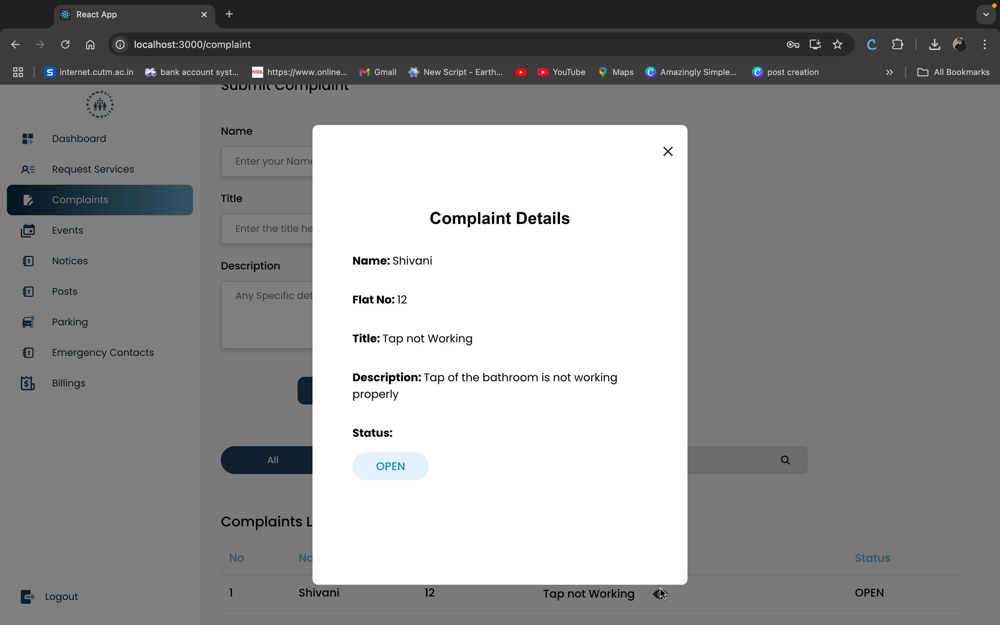 React App
localhost:3000/complaint
internet.cutm.ac.in
bank account syst...
NSDL
https://www.online...
Gmail
New Script - Earth...
YouTube
Maps
Amazingly Simple...
post creation
All Bookmarks
CommUnity
CommUnity
Dashboard
Request Services
Complaints
Events
Notices
Posts
Parking
Emergency Contacts
Billings
Logout
Submit Complaint
Name
Enter your Name
Title
Enter the title
Description
Any Specific
All
Complaint Details
Name: Shivani
Flat No: 12
Title: Tap not Working
Description: Tap of the bathroom is not working
properly
Status:
OPEN
Complaints
No
Status
1 Shivani 12 Tap not Working OPEN